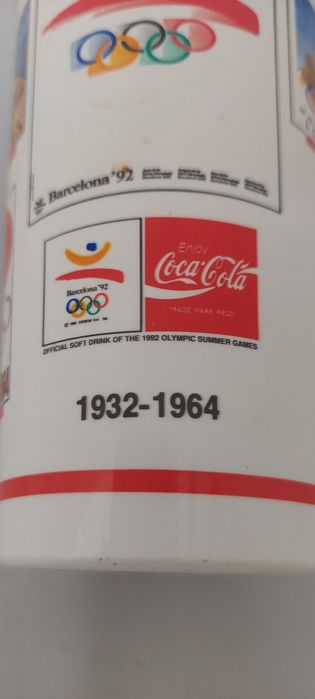 Barcelona'92
Barcelona'92
Enjoy
Coca-Cola
TRADE MARK REGD.
OFFICIAL SOFT DRINK OF THE 1992 OLYMPIC SUMMER GAMES
1932-1964